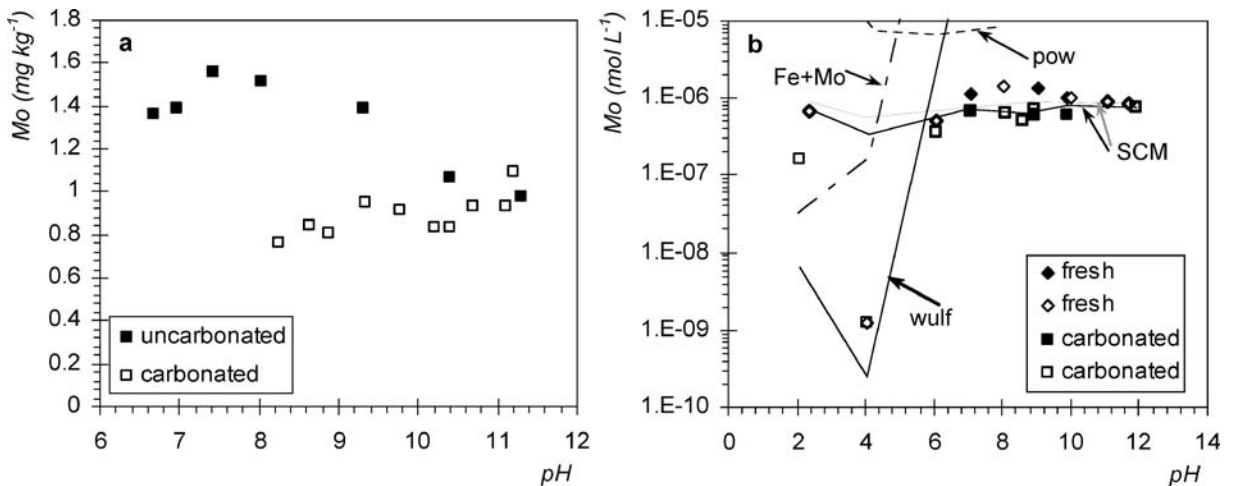 a
Mo (mg kg-1)
1.8
1.6
1.4
1.2
1
0.8
0.6
0.4
0.2
0
uncarbonated
carbonated
6 7 8 9 10 11 12
pH
b
Mo (mol L-1)
1.E-05
1.E-06
1.E-07
1.E-08
1.E-09
1.E-10
pow
Fe+Mo
SCM
wulf
fresh
fresh
carbonated
carbonated
0 2 4 6 8 10 12 14
pH